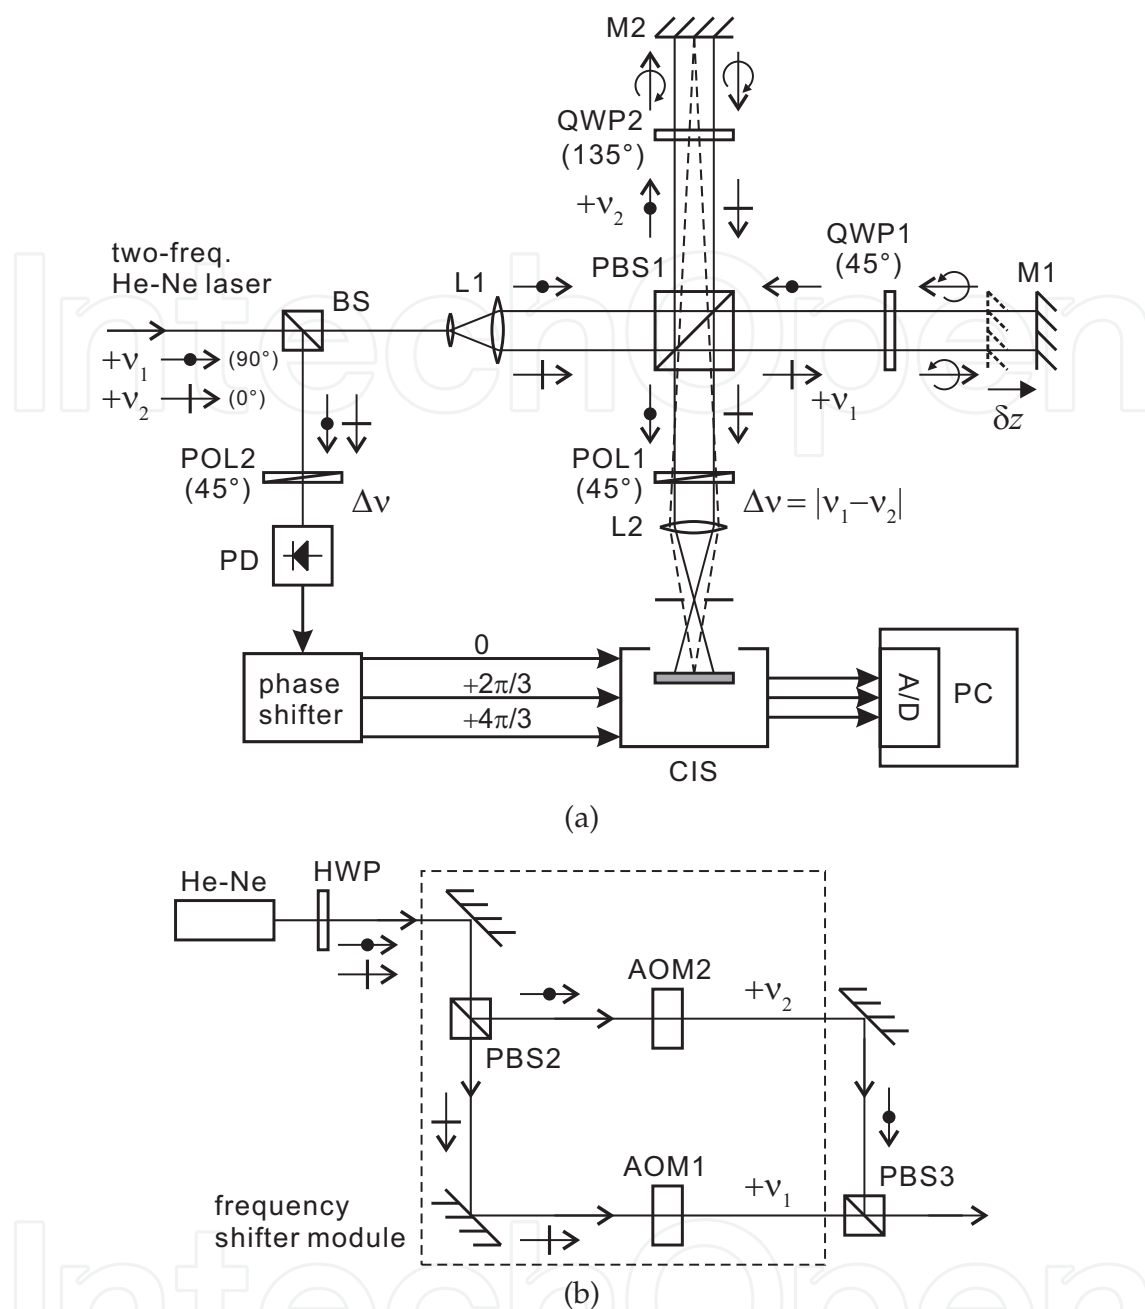 M2
QWP2
(135°)
+ν₂
QWP1
(45°)
M1
two-freq.
He-Ne laser
BS
L1
PBS1
+ν₁ (90°)
+ν₂ (0°)
+ν₁
δz
POL2
(45°)
Δν
POL1
(45°)
Δν = |ν₁−ν₂|
L2
PD
phase
shifter
0
+2π/3
+4π/3
CIS
A/D
PC
(a)
He-Ne
HWP
AOM2
+ν₂
PBS2
AOM1
+ν₁
PBS3
frequency
shifter module
(b)
IntechOpen
IntechOpen